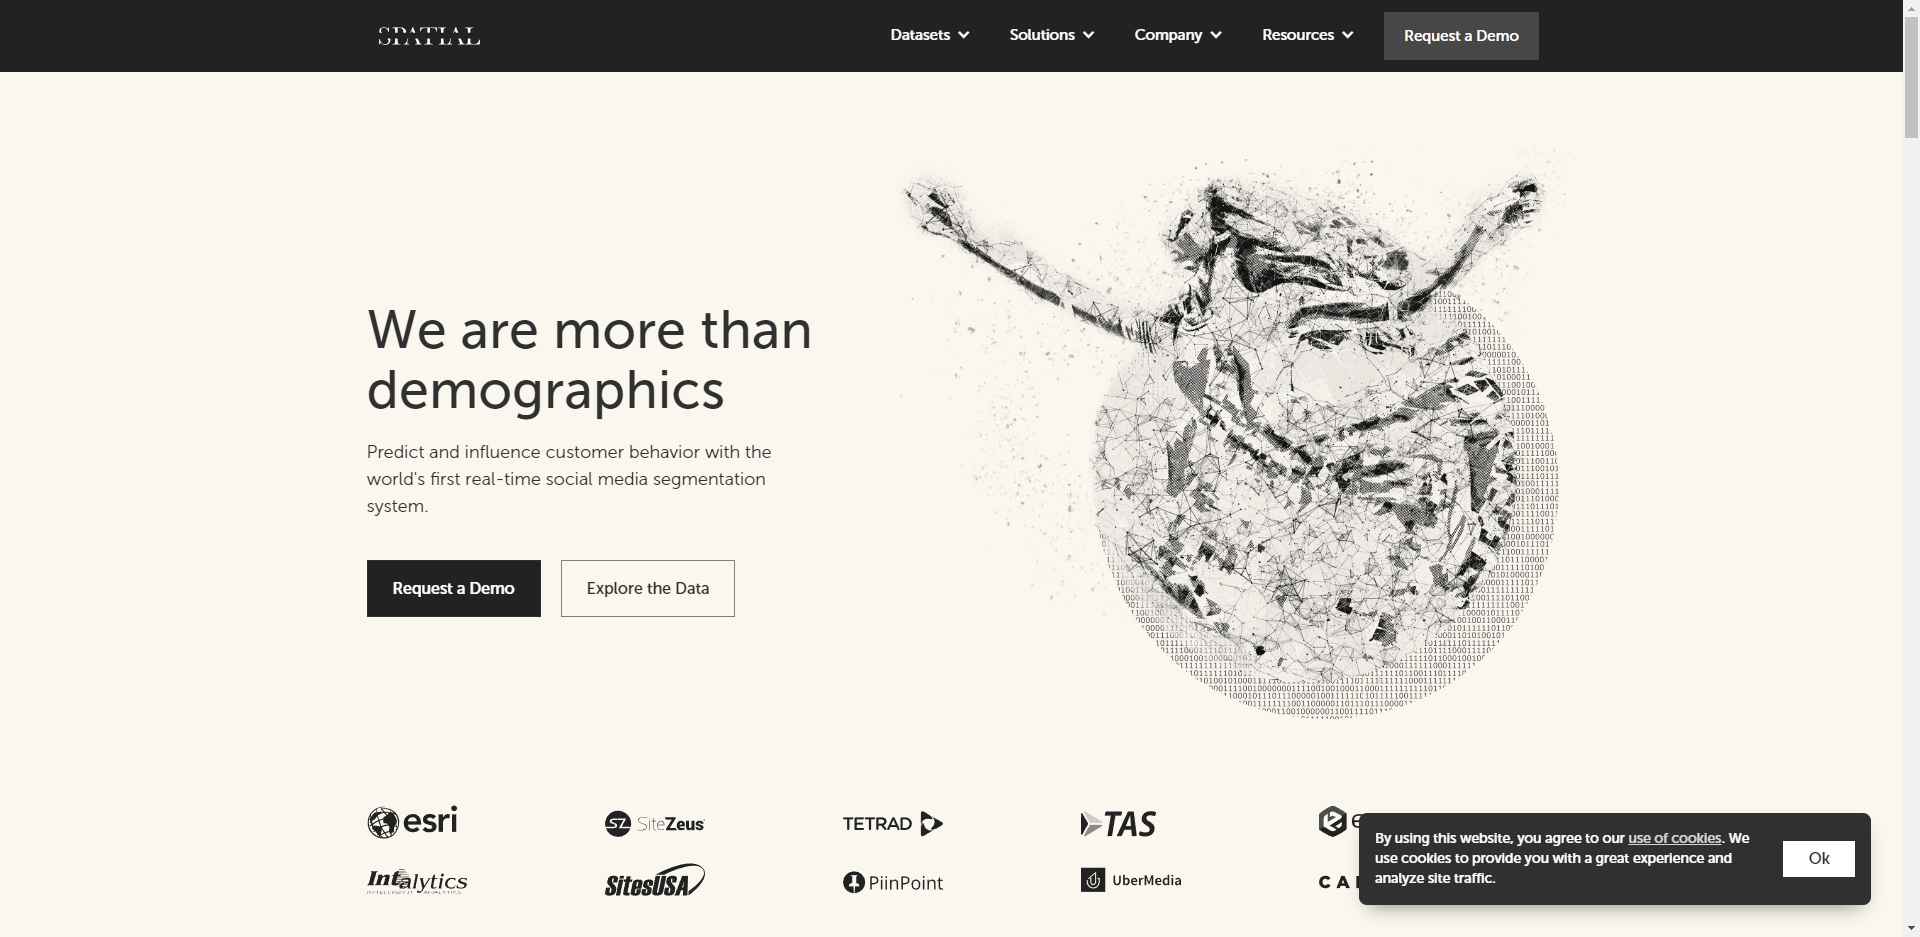 SPATIAL
Datasets
Solutions
Company
Resources
Request a Demo
We are more than
demographics
Predict and influence customer behavior with the
world's first real-time social media segmentation
system.
Request a Demo
Explore the Data
esri
SZ SiteZeus
TETRAD
TAS
Intalytics
SitesUSA
PiinPoint
UberMedia
By using this website, you agree to our use of cookies. We
use cookies to provide you with a great experience and
analyze site traffic.
Ok